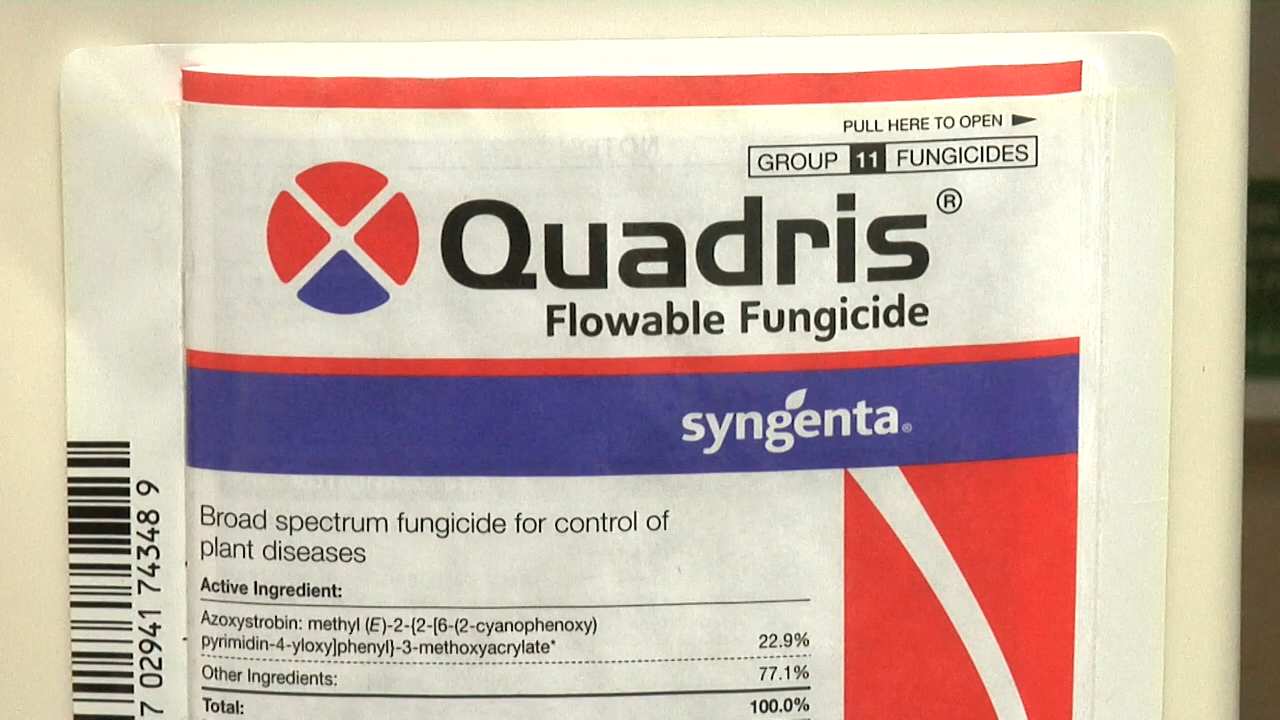 PULL HERE TO OPEN
GROUP 11 FUNGICIDES
Quadris®
Flowable Fungicide
syngenta®
Broad spectrum fungicide for control of
plant diseases
Active Ingredient:
Azoxystrobin: methyl (E)-2-{2-[6-(2-cyanophenoxy)
pyrimidin-4-yloxy]phenyl}-3-methoxyacrylate* 22.9%
Other Ingredients: 77.1%
Total: 100.0%
7 02941 74348 9